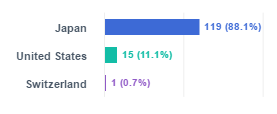 Japan 119 (88.1%)
United States 15 (11.1%)
Switzerland 1 (0.7%)